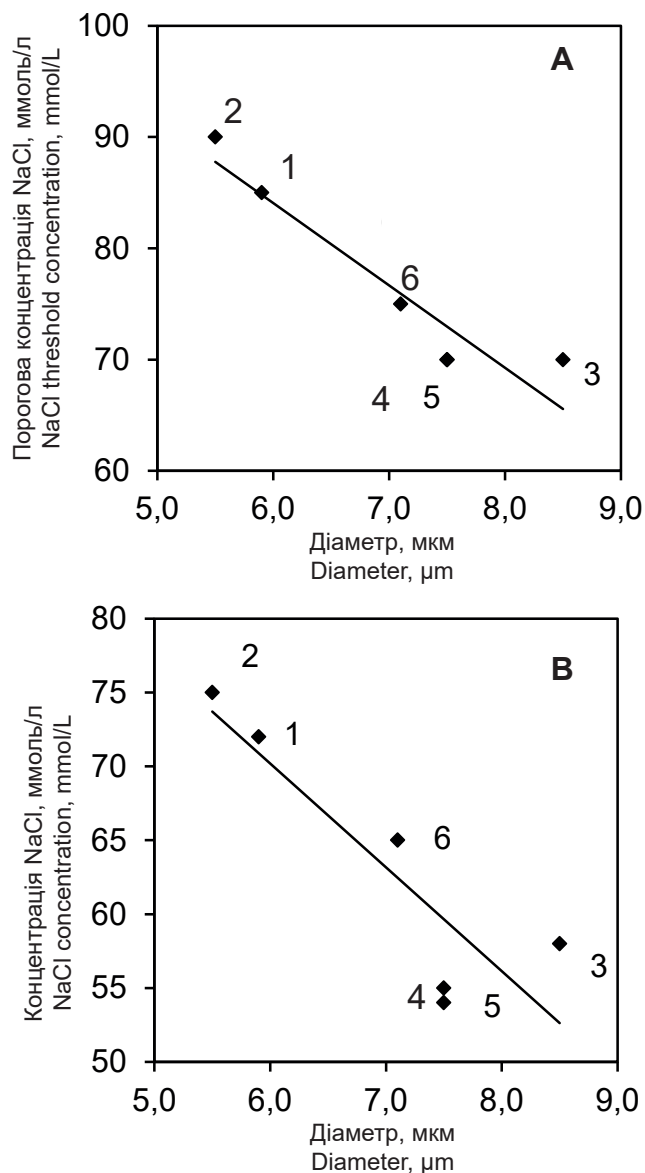 A
Порогова концентрація NaCl, ммоль/л
NaCl threshold concentration, mmol/L
100
90
80
70
60
2
1
6
4
5
3
5,0 6,0 7,0 8,0 9,0
Діаметр, мкм
Diameter, µm
B
Концентрація NaCl, ммоль/л
NaCl concentration, mmol/L
80
75
70
65
60
55
50
2
1
6
4
5
3
5,0 6,0 7,0 8,0 9,0
Діаметр, мкм
Diameter, µm